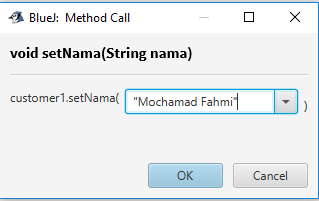 BlueJ: Method Call
void setNama(String nama)
customer1.setNama( "Mochamad Fahmi" )
OK Cancel